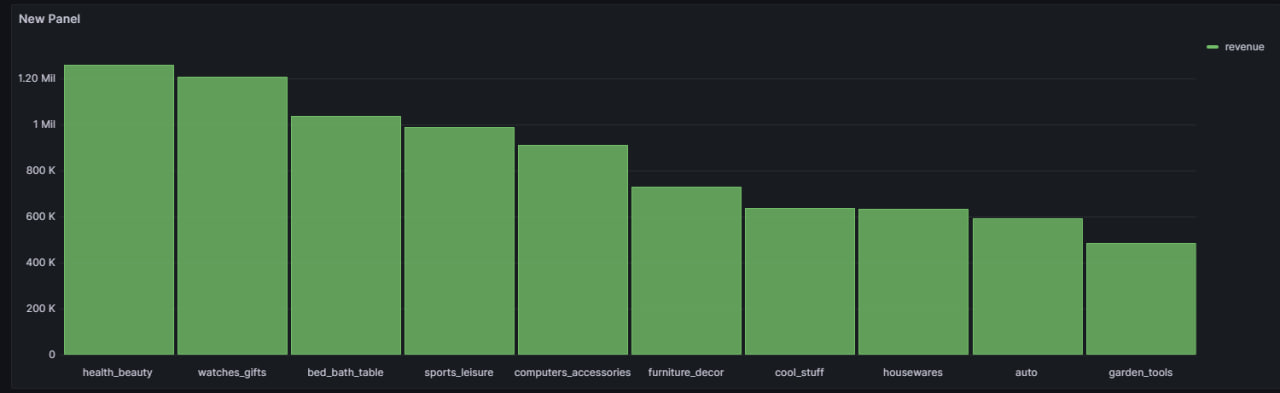 New Panel
revenue
1.20 Mil
1 Mil
800 K
600 K
400 K
200 K
0
health_beauty watches_gifts bed_bath_table sports_leisure computers_accessories furniture_decor cool_stuff housewares auto garden_tools